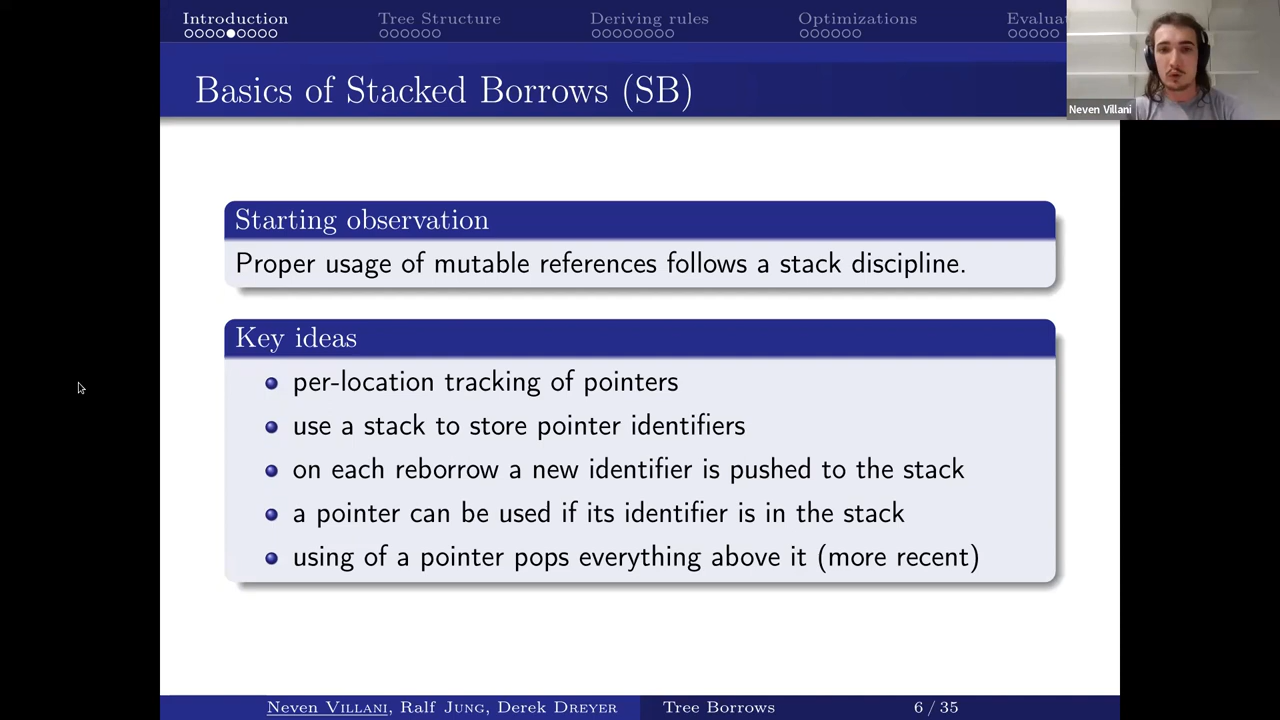 Introduction Tree Structure Deriving rules Optimizations Evalua
Basics of Stacked Borrows (SB)
Neven Villani
Starting observation
Proper usage of mutable references follows a stack discipline.
Key ideas
per-location tracking of pointers
use a stack to store pointer identifiers
on each reborrow a new identifier is pushed to the stack
a pointer can be used if its identifier is in the stack
using of a pointer pops everything above it (more recent)
Neven Villani, Ralf Jung, Derek Dreyer Tree Borrows 6 / 35